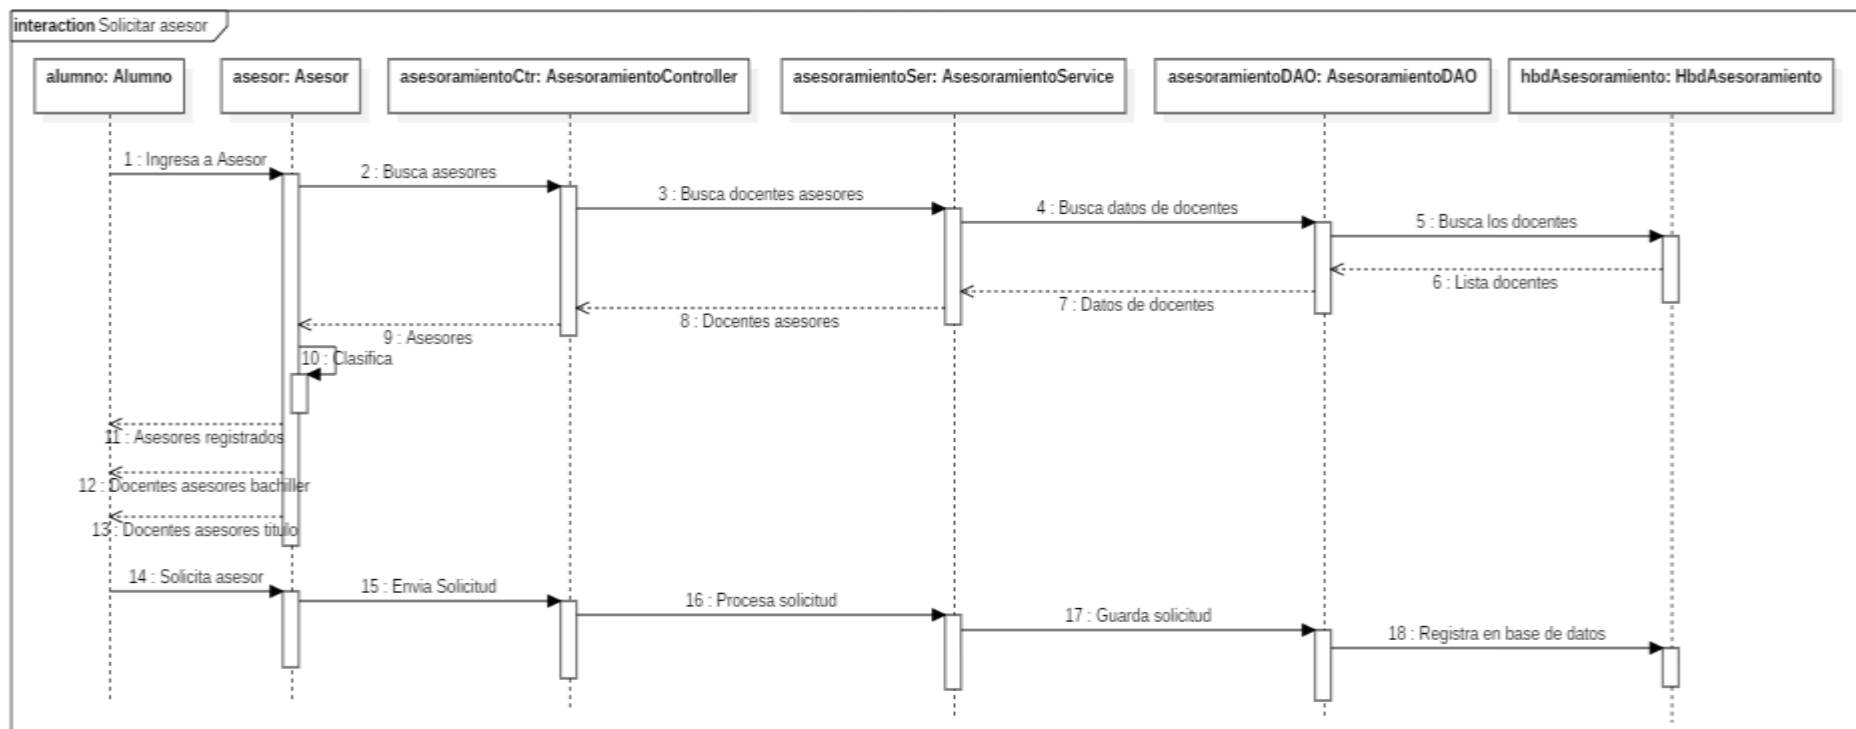 interaction Solicitar asesor
alumno: Alumno
asesor: Asesor
asesoramientoCtr: AsesoramientoController
asesoramientoSer: AsesoramientoService
asesoramientoDAO: AsesoramientoDAO
hbdAsesoramiento: HbdAsesoramiento
1 : Ingresa a Asesor
2 : Busca asesores
3 : Busca docentes asesores
4 : Busca datos de docentes
5 : Busca los docentes
6 : Lista docentes
7 : Datos de docentes
8 : Docentes asesores
9 : Asesores
10 : Clasifica
11 : Asesores registrados
12 : Docentes asesores bachiller
13 : Docentes asesores titulo
14 : Solicita asesor
15 : Envia Solicitud
16 : Procesa solicitud
17 : Guarda solicitud
18 : Registra en base de datos